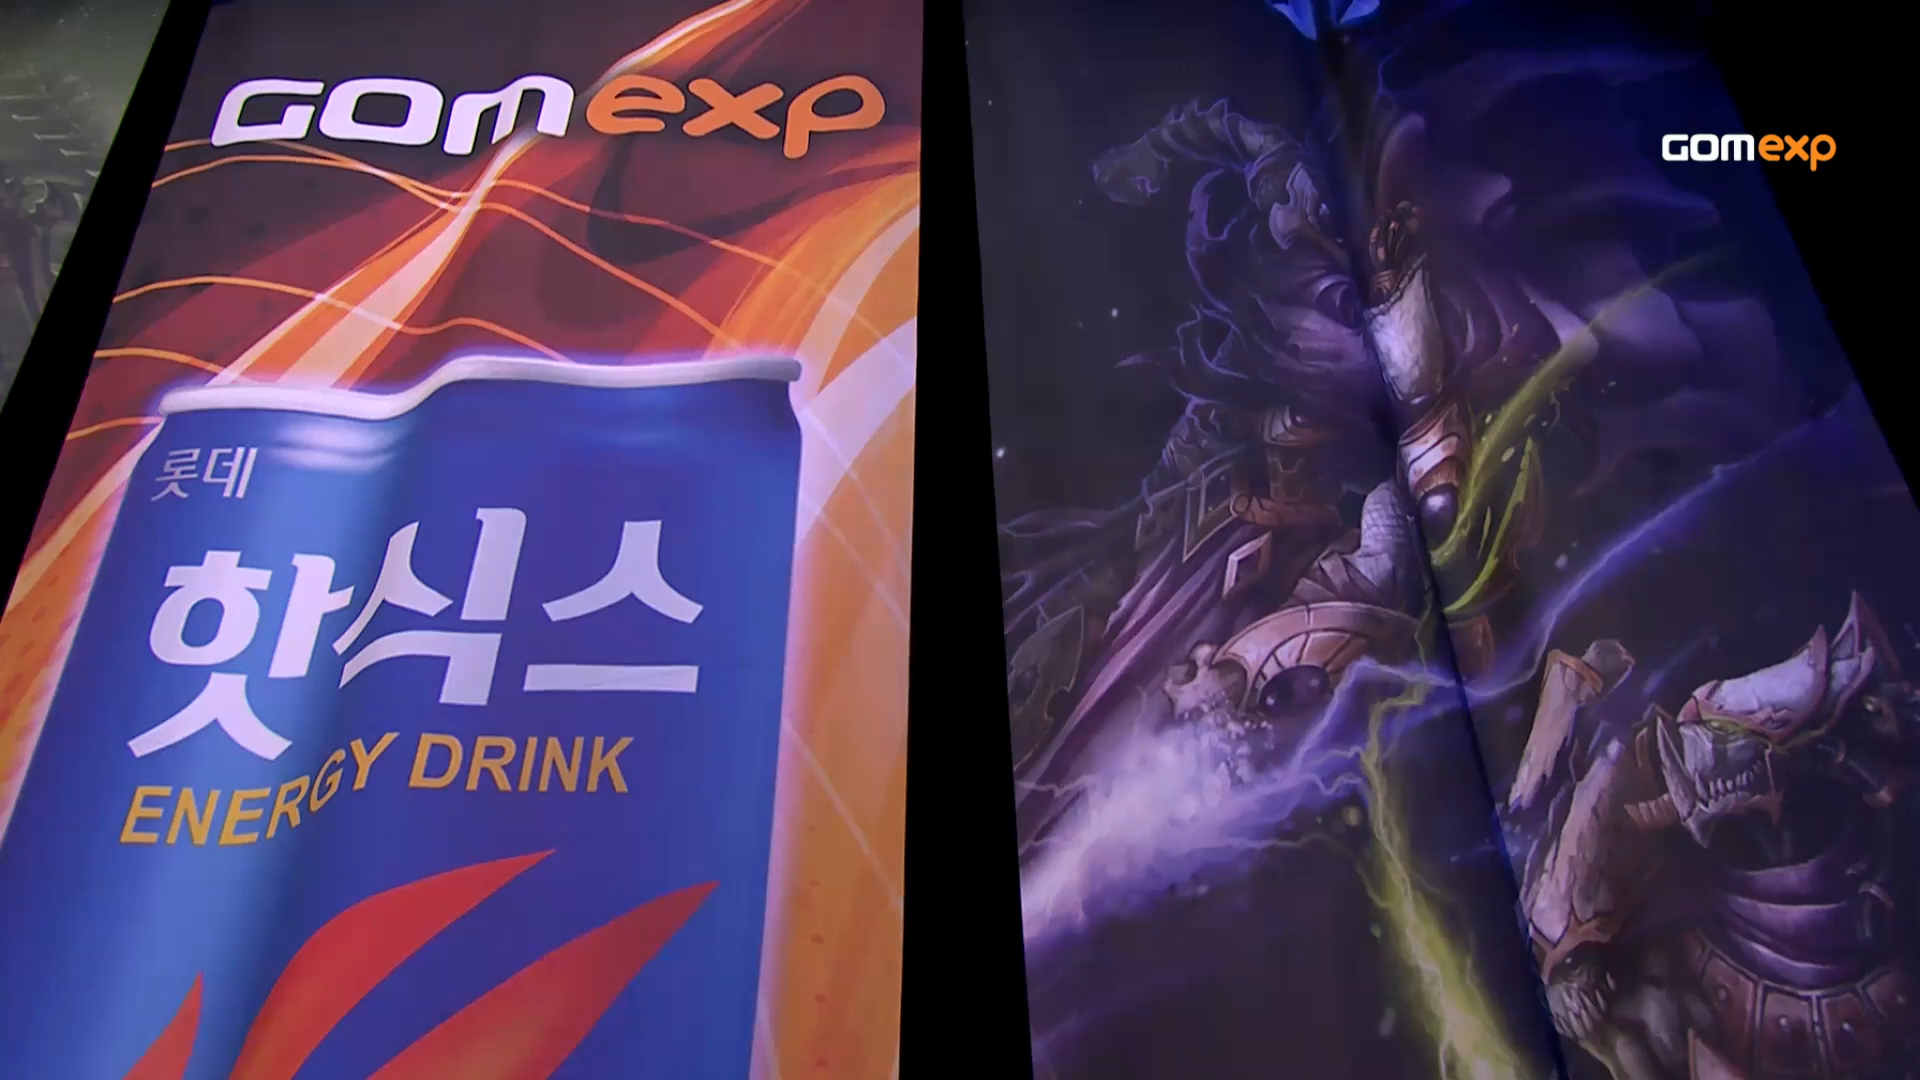 GOMexp
GOMexp
롯데
핫식스
ENERGY DRINK